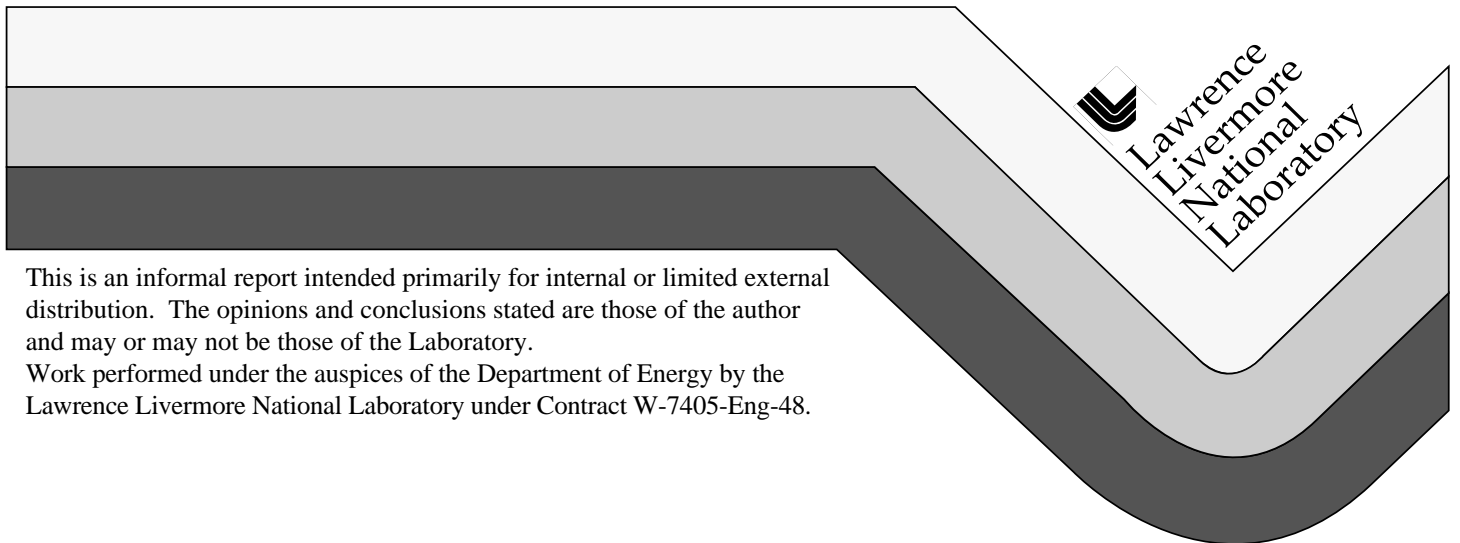 Lawrence
Livermore
National
Laboratory
This is an informal report intended primarily for internal or limited external
distribution.  The opinions and conclusions stated are those of the author
and may or may not be those of the Laboratory.
Work performed under the auspices of the Department of Energy by the
Lawrence Livermore National Laboratory under Contract W-7405-Eng-48.